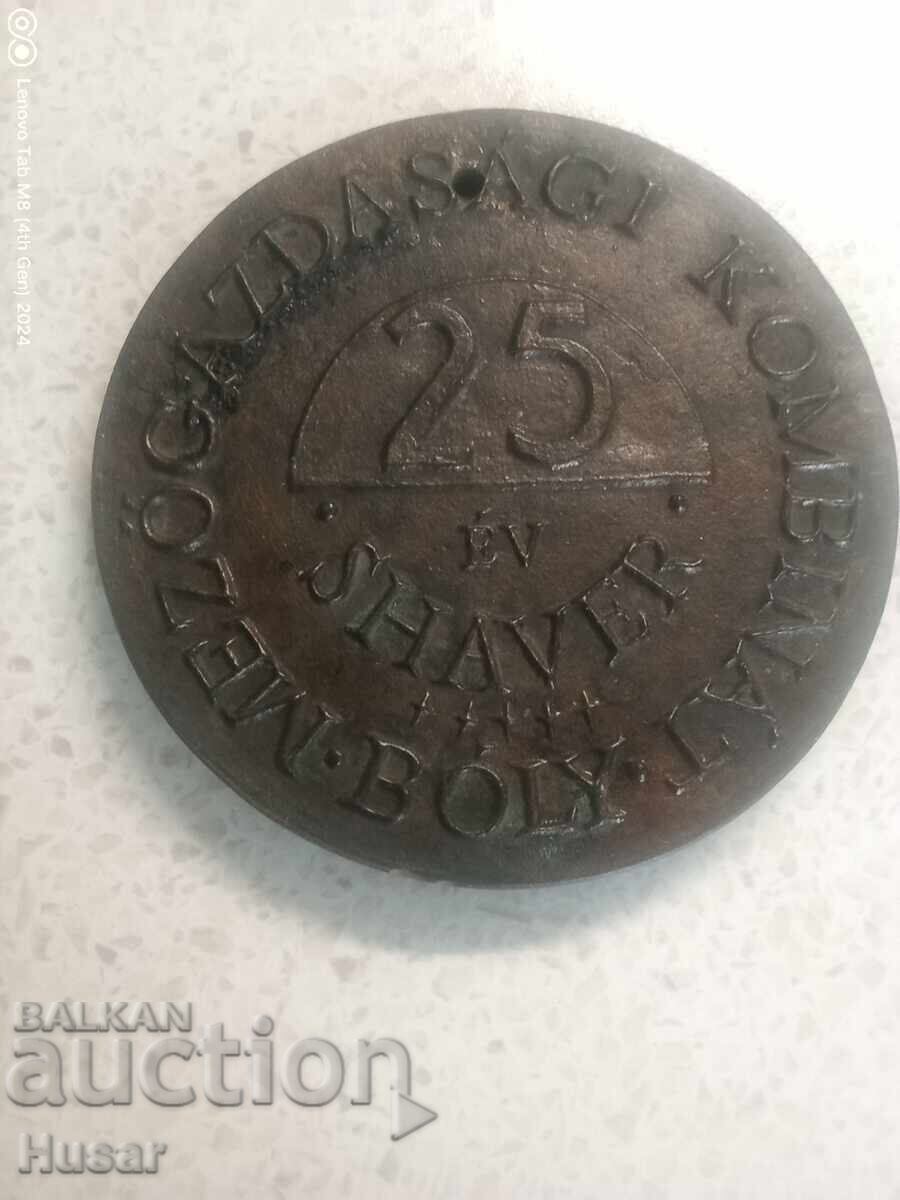 Lenovo Tab M8 (4th Gen) 2024
MEZŐGAZDASÁGI KOMBINÁT
25
ÉV
SHAVER
· BÓLY ·
BALKAN
auction
Husar